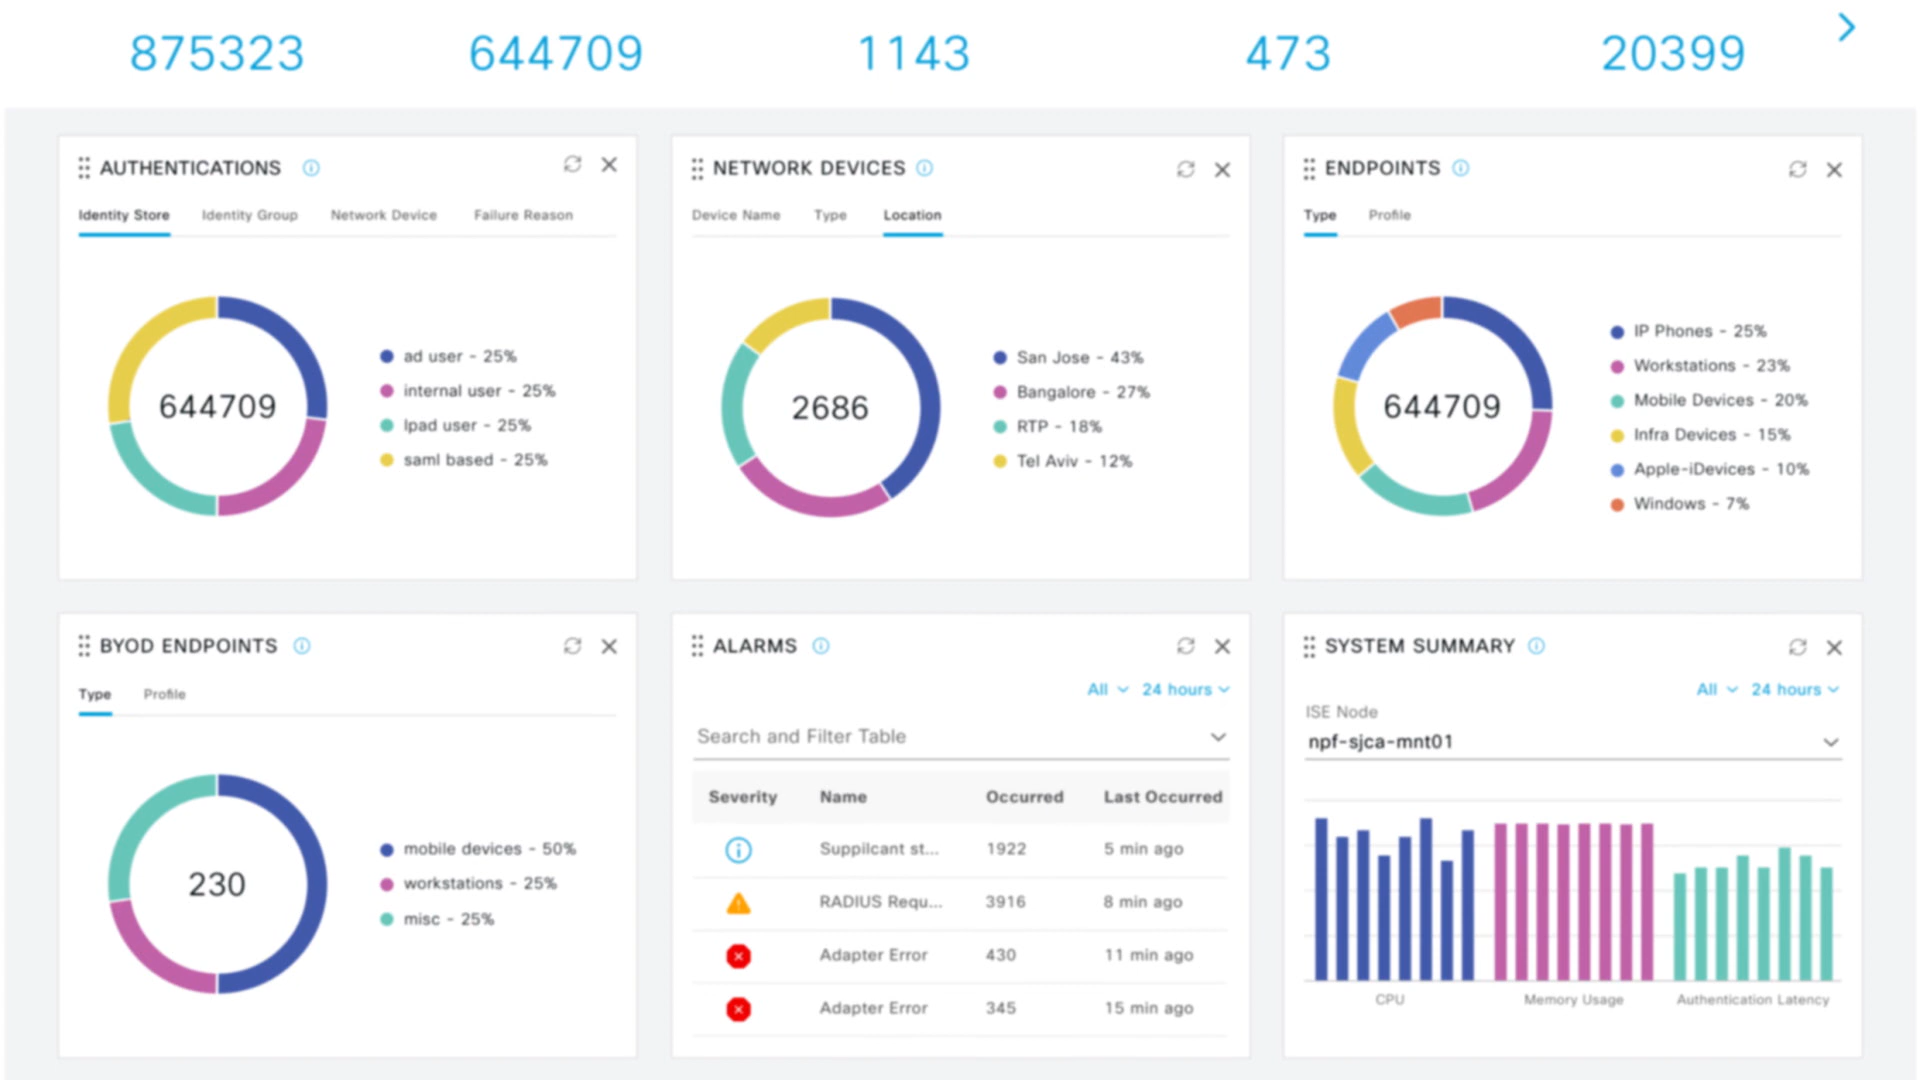 875323 644709 1143 473 20399
AUTHENTICATIONS
Identity Store Identity Group Network Device Failure Reason
644709
ad user - 25%
internal user - 25%
Ipad user - 25%
saml based - 25%
NETWORK DEVICES
Device Name Type Location
2686
San Jose - 43%
Bangalore - 27%
RTP - 18%
Tel Aviv - 12%
ENDPOINTS
Type Profile
644709
IP Phones - 25%
Workstations - 23%
Mobile Devices - 20%
Infra Devices - 15%
Apple-iDevices - 10%
Windows - 7%
BYOD ENDPOINTS
Type Profile
230
mobile devices - 50%
workstations - 25%
misc - 25%
ALARMS
All 24 hours
Search and Filter Table
Severity Name Occurred Last Occurred
Suppilcant st... 1922 5 min ago
RADIUS Requ... 3916 8 min ago
Adapter Error 430 11 min ago
Adapter Error 345 15 min ago
SYSTEM SUMMARY
All 24 hours
ISE Node
npf-sjca-mnt01
CPU Memory Usage Authentication Latency